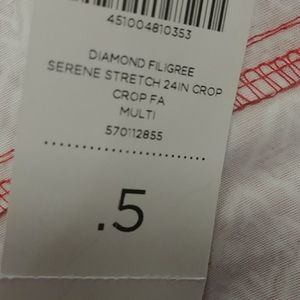 451004810353
DIAMOND FILIGREE
SERENE STRETCH 24IN CROP
CROP FA
MULTI
570112855
.5